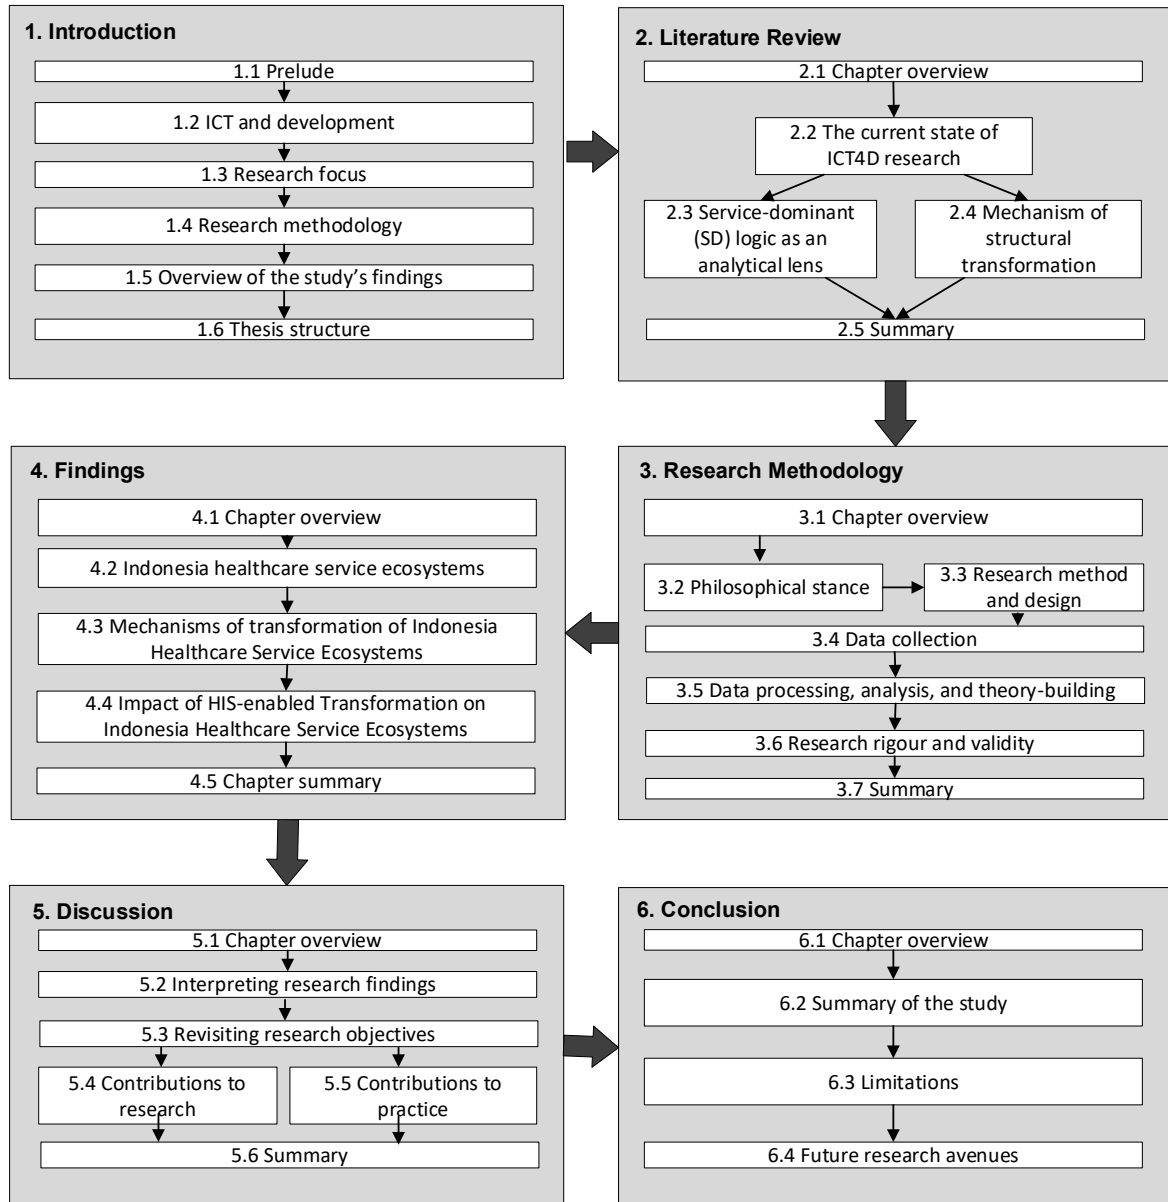 1. Introduction
1.1 Prelude
1.2 ICT and development
1.3 Research focus
1.4 Research methodology
1.5 Overview of the study’s findings
1.6 Thesis structure
2. Literature Review
2.1 Chapter overview
2.2 The current state of
ICT4D research
2.3 Service-dominant
(SD) logic as an
analytical lens
2.4 Mechanism of
structural
transformation
2.5 Summary
3. Research Methodology
3.1 Chapter overview
3.2 Philosophical stance
3.3 Research method
and design
3.4 Data collection
3.5 Data processing, analysis, and theory-building
3.6 Research rigour and validity
3.7 Summary
4. Findings
4.1 Chapter overview
4.2 Indonesia healthcare service ecosystems
4.3 Mechanisms of transformation of Indonesia
Healthcare Service Ecosystems
4.4 Impact of HIS-enabled Transformation on
Indonesia Healthcare Service Ecosystems
4.5 Chapter summary
5. Discussion
5.1 Chapter overview
5.2 Interpreting research findings
5.3 Revisiting research objectives
5.4 Contributions to
research
5.5 Contributions to
practice
5.6 Summary
6. Conclusion
6.1 Chapter overview
6.2 Summary of the study
6.3 Limitations
6.4 Future research avenues